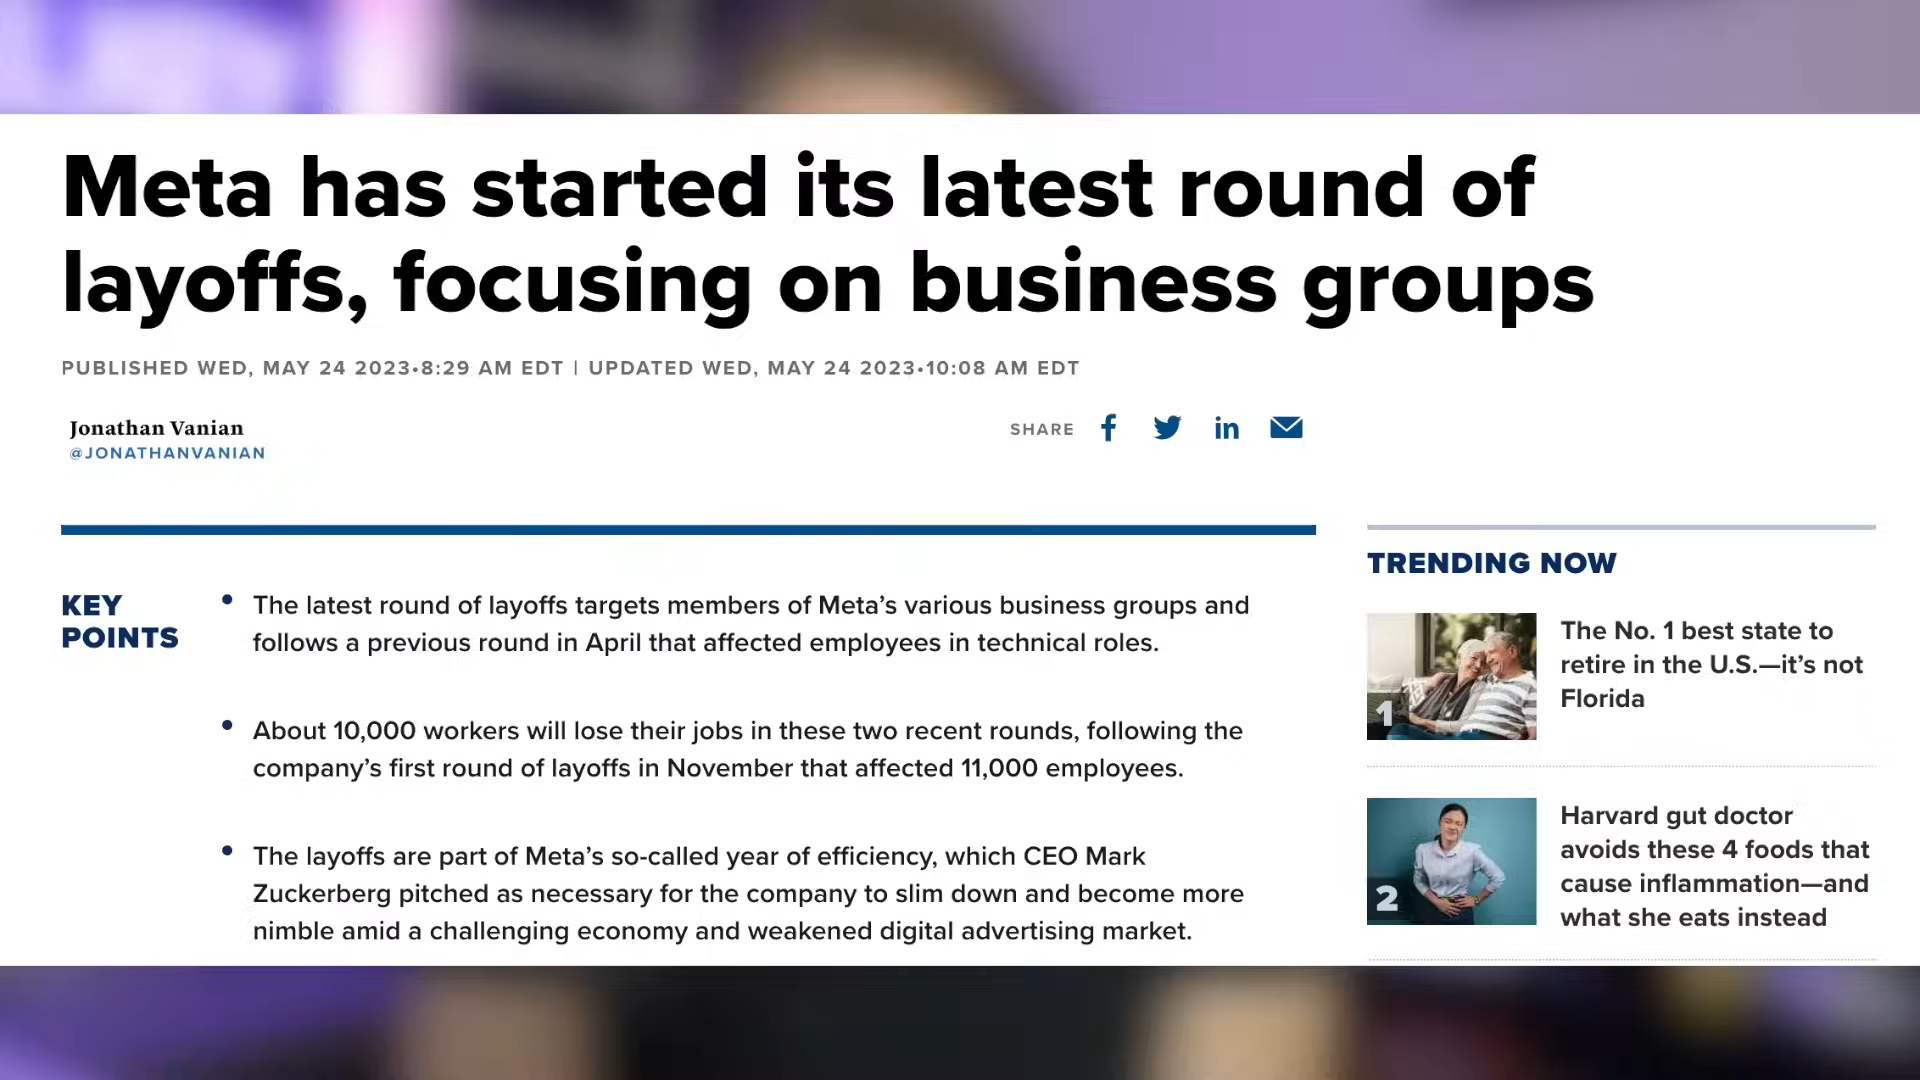 Meta has started its latest round of
layoffs, focusing on business groups
PUBLISHED WED, MAY 24 2023•8:29 AM EDT | UPDATED WED, MAY 24 2023•10:08 AM EDT
Jonathan Vanian
@JONATHANVANIAN
SHARE
KEY
POINTS
• The latest round of layoffs targets members of Meta’s various business groups and
follows a previous round in April that affected employees in technical roles.
• About 10,000 workers will lose their jobs in these two recent rounds, following the
company’s first round of layoffs in November that affected 11,000 employees.
• The layoffs are part of Meta’s so-called year of efficiency, which CEO Mark
Zuckerberg pitched as necessary for the company to slim down and become more
nimble amid a challenging economy and weakened digital advertising market.
TRENDING NOW
1
The No. 1 best state to
retire in the U.S.—it’s not
Florida
2
Harvard gut doctor
avoids these 4 foods that
cause inflammation—and
what she eats instead